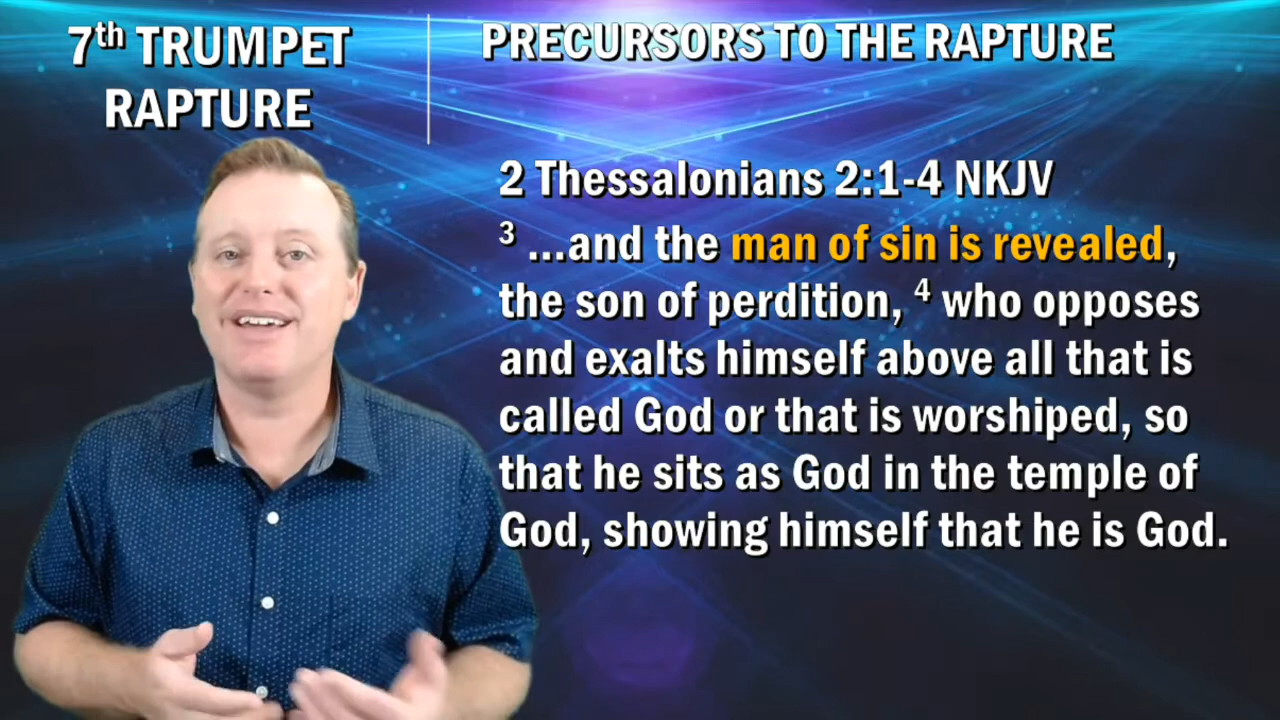 7th TRUMPET
RAPTURE
PRECURSORS TO THE RAPTURE
2 Thessalonians 2:1-4 NKJV
3 ...and the man of sin is revealed,
the son of perdition, 4 who opposes
and exalts himself above all that is
called God or that is worshiped, so
that he sits as God in the temple of
God, showing himself that he is God.